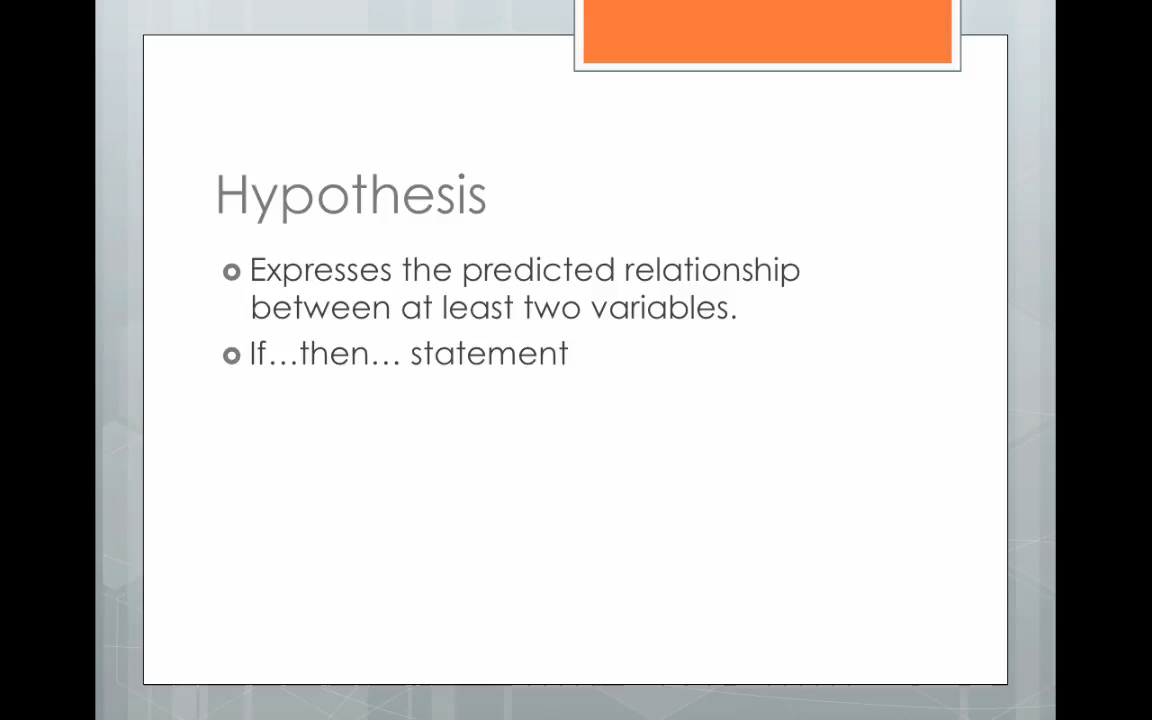 Hypothesis
Expresses the predicted relationship
between at least two variables.
If…then… statement